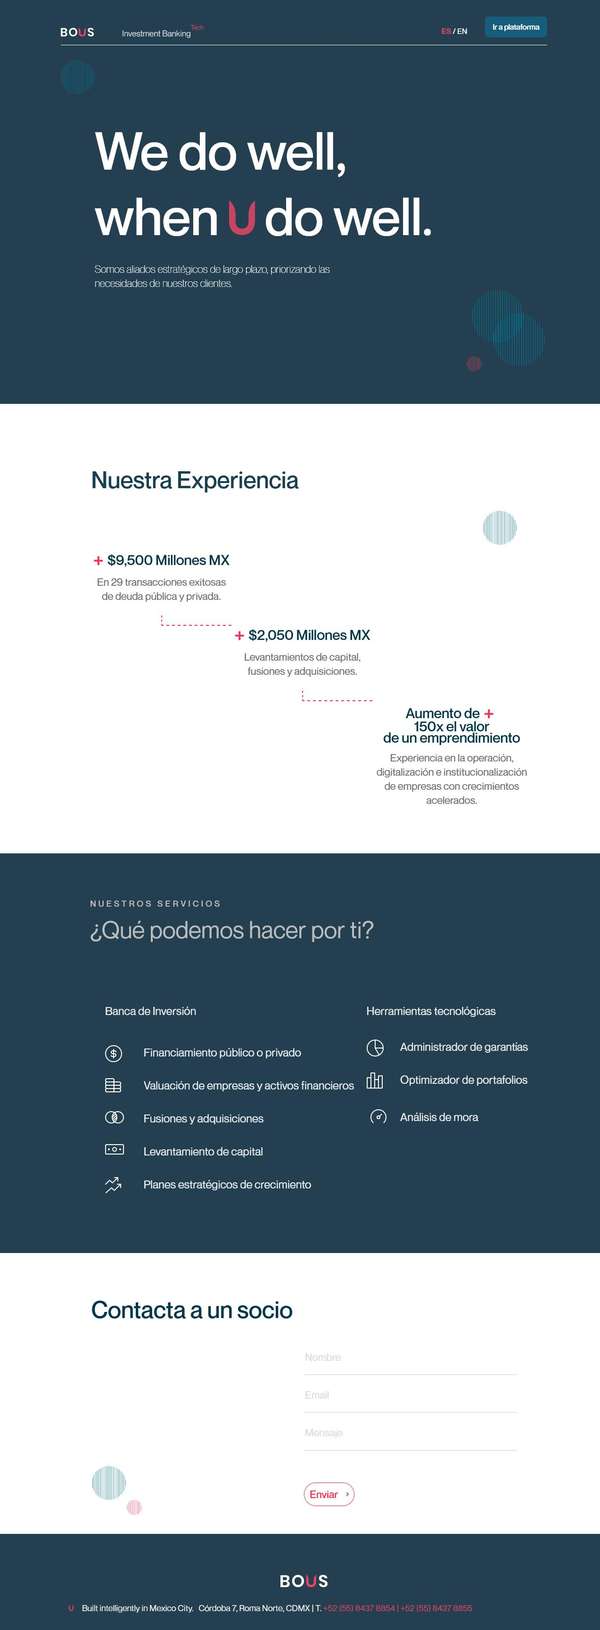 BOUS
Investment Banking Tech
ES / EN
Ir a plataforma
We do well,
when U do well.
Somos aliados estratégicos de largo plazo, priorizando las
necesidades de nuestros clientes.
Nuestra Experiencia
+ $9,500 Millones MX
En 29 transacciones exitosas
de deuda pública y privada.
+ $2,050 Millones MX
Levantamientos de capital,
fusiones y adquisiciones.
Aumento de +
150x el valor
de un emprendimiento
Experiencia en la operación,
digitalización e institucionalización
de empresas con crecimientos
acelerados.
NUESTROS SERVICIOS
¿Qué podemos hacer por ti?
Banca de Inversión
Financiamiento público o privado
Valuación de empresas y activos financieros
Fusiones y adquisiciones
Levantamiento de capital
Planes estratégicos de crecimiento
Herramientas tecnológicas
Administrador de garantías
Optimizador de portafolios
Análisis de mora
Contacta a un socio
Nombre
Email
Mensaje
Enviar >
BOUS
U Built intelligently in Mexico City. Córdoba 7, Roma Norte, CDMX | T. +52 (55) 8437 8854 | +52 (55) 8437 8855